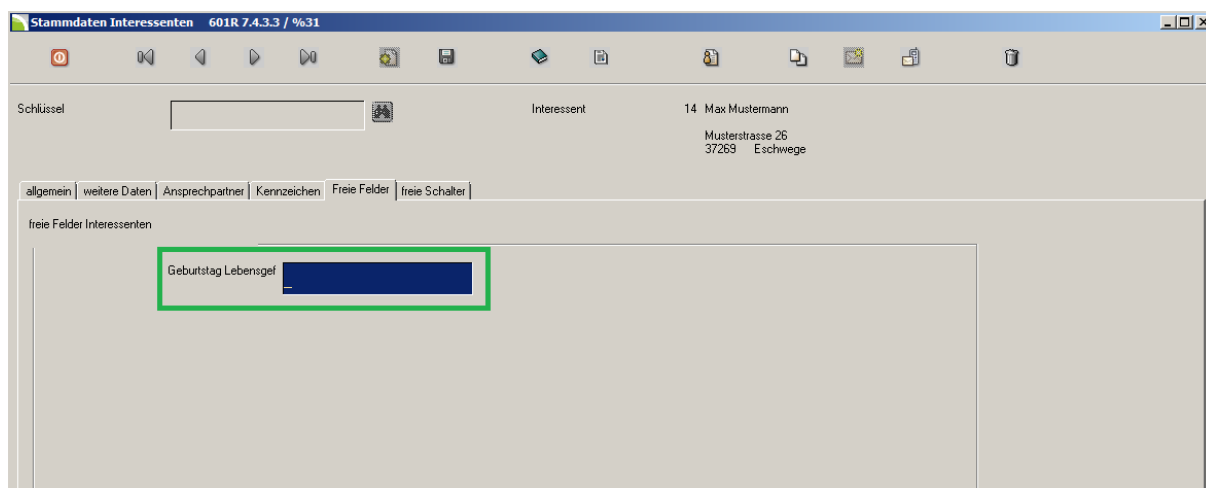 Stammdaten Interessenten 601R 7.4.3.3 / %31
Schlüssel
Interessent
14 Max Mustermann
Musterstrasse 26
37269 Eschwege
allgemein weitere Daten Ansprechpartner Kennzeichen Freie Felder freie Schalter
freie Felder Interessenten
Geburtstag Lebensgef